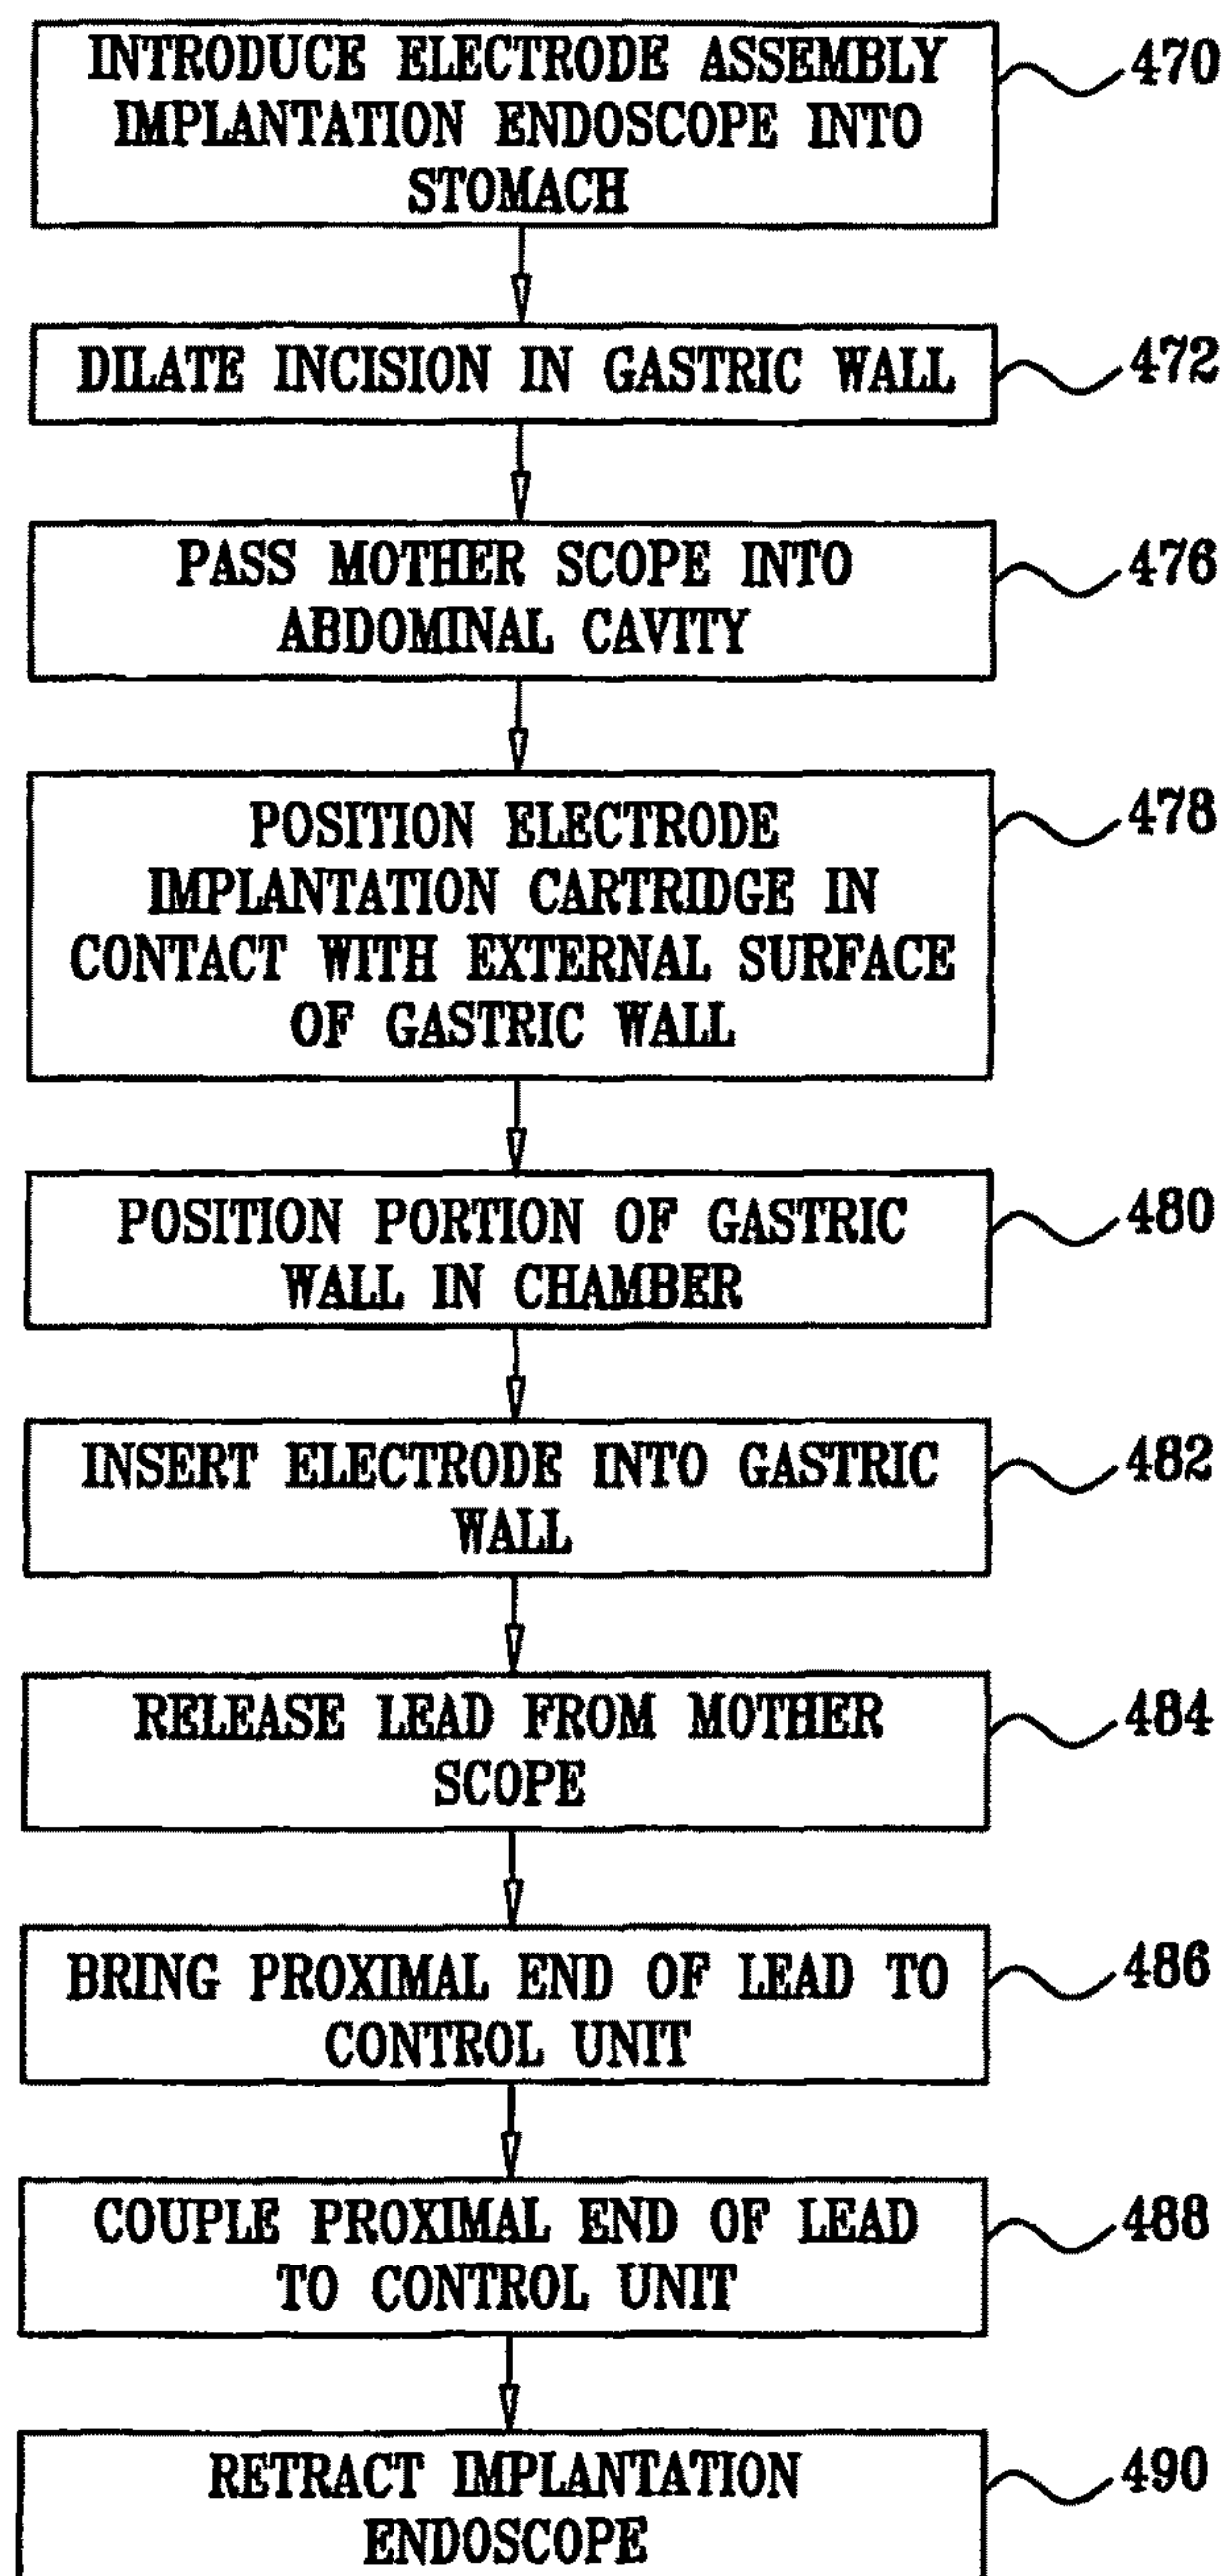 INTRODUCE ELECTRODE ASSEMBLY
IMPLANTATION ENDOSCOPE INTO
STOMACH
470
DILATE INCISION IN GASTRIC WALL
472
PASS MOTHER SCOPE INTO
ABDOMINAL CAVITY
476
POSITION ELECTRODE
IMPLANTATION CARTRIDGE IN
CONTACT WITH EXTERNAL SURFACE
OF GASTRIC WALL
478
POSITION PORTION OF GASTRIC
WALL IN CHAMBER
480
INSERT ELECTRODE INTO GASTRIC
WALL
482
RELEASE LEAD FROM MOTHER
SCOPE
484
BRING PROXIMAL END OF LEAD TO
CONTROL UNIT
486
COUPLE PROXIMAL END OF LEAD
TO CONTROL UNIT
488
RETRACT IMPLANTATION
ENDOSCOPE
490